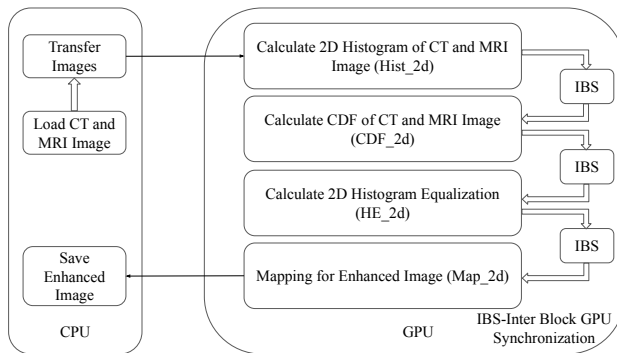 Transfer
Images
Load CT and
MRI Image
Save
Enhanced
Image
CPU
Calculate 2D Histogram of CT and MRI
Image (Hist_2d)
IBS
Calculate CDF of CT and MRI Image
(CDF_2d)
IBS
Calculate 2D Histogram Equalization
(HE_2d)
IBS
Mapping for Enhanced Image (Map_2d)
GPU
IBS-Inter Block GPU
Synchronization